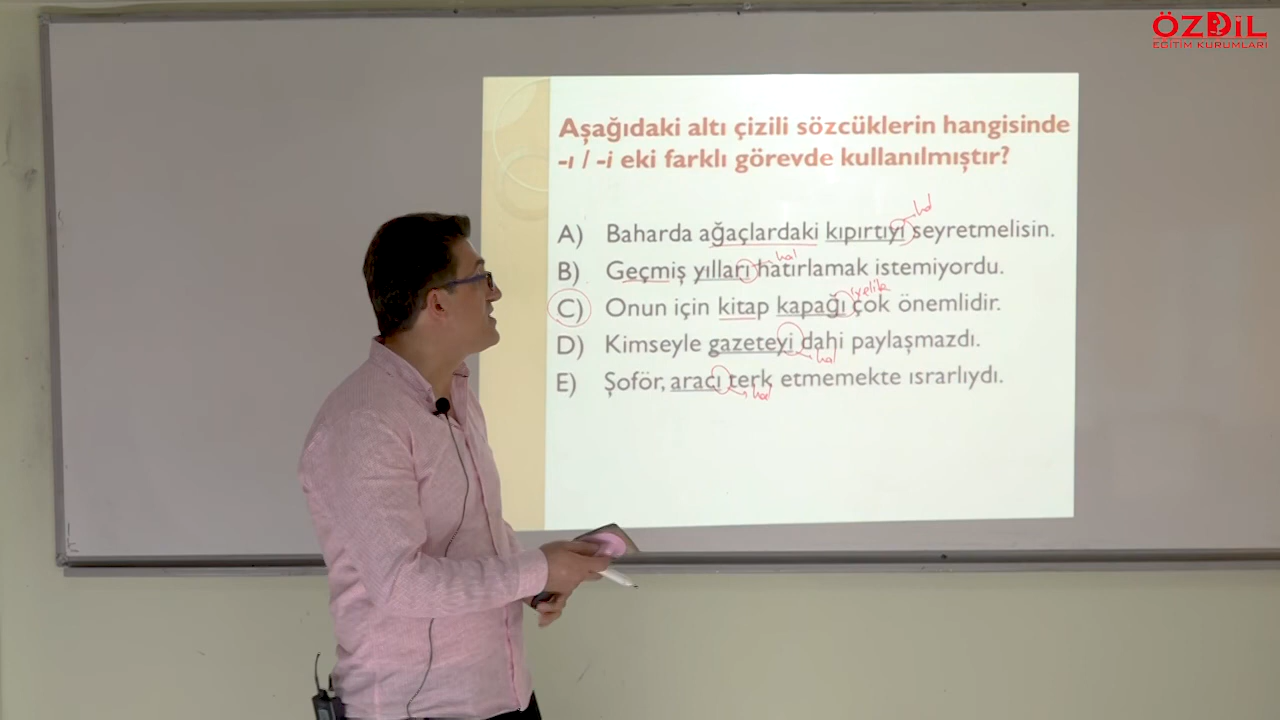 ÖZDİL
EĞİTİM KURUMLARI
Aşağıdaki altı çizili sözcüklerin hangisinde
-ı / -i eki farklı görevde kullanılmıştır?
hal
A) Baharda ağaçlardaki kıpırtıyı seyretmelisin.
hal
B) Geçmiş yılları hatırlamak istemiyordu.
iyelik
C) Onun için kitap kapağı çok önemlidir.
D) Kimseyle gazeteyi dahi paylaşmazdı.
hal
E) Şoför, aracı terk etmemekte ısrarlıydı.
hal